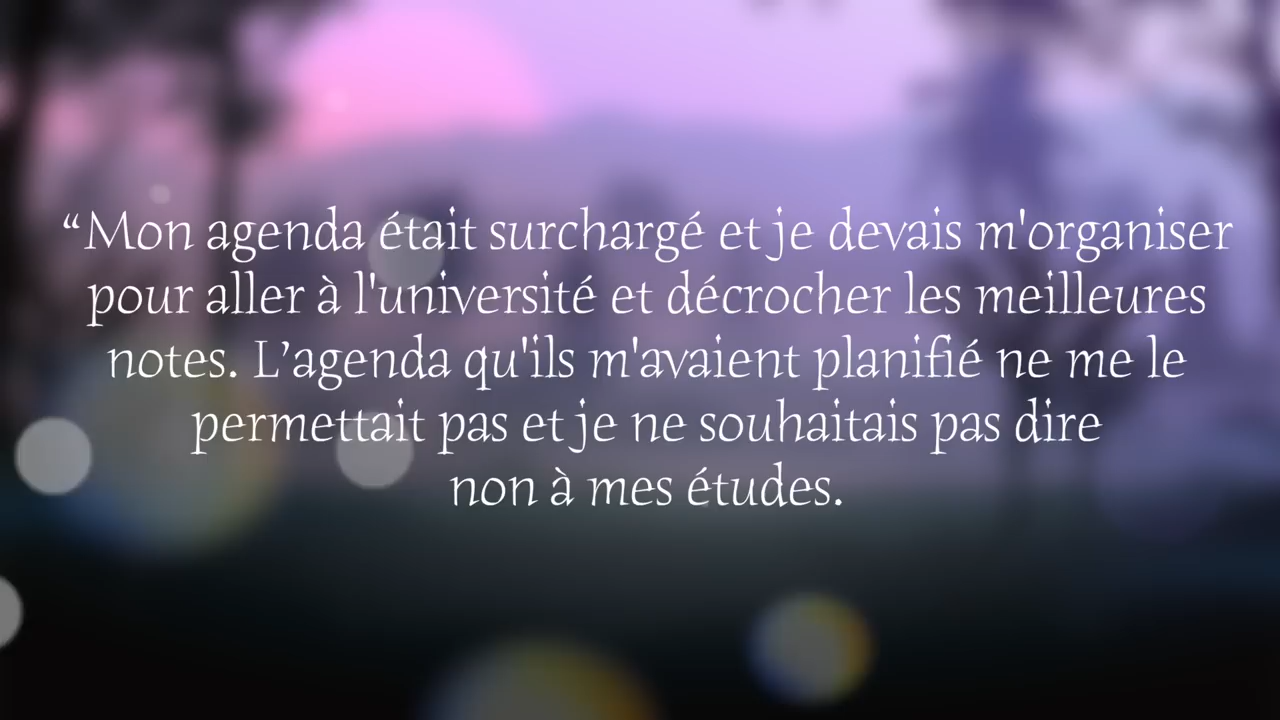 “Mon agenda était surchargé et je devais m'organiser
pour aller à l'université et décrocher les meilleures
notes. L’agenda qu'ils m'avaient planifié ne me le
permettait pas et je ne souhaitais pas dire
non à mes études.